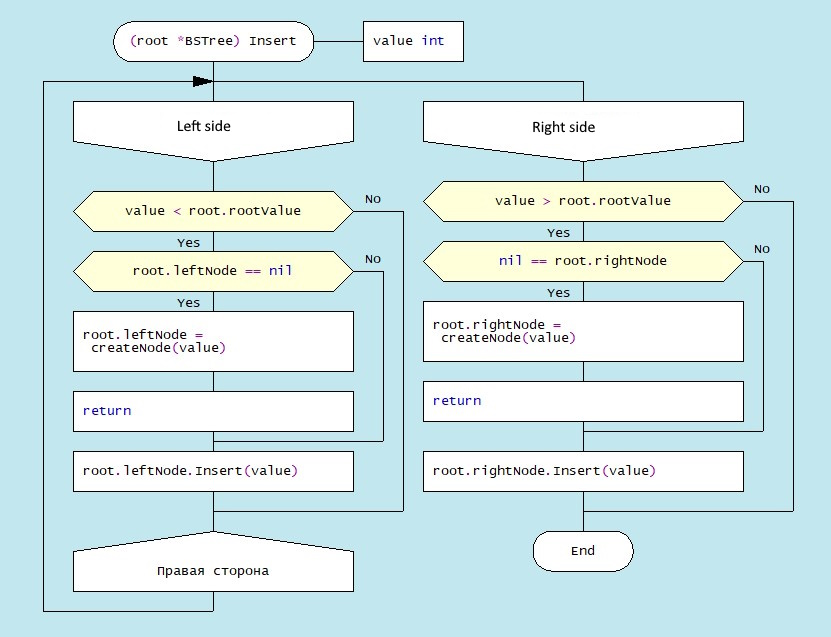 (root *BSTree) Insert
value int
Left side
value < root.rootValue
No
Yes
root.leftNode == nil
No
Yes
root.leftNode =
createNode(value)
return
root.leftNode.Insert(value)
Правая сторона
Right side
value > root.rootValue
No
Yes
nil == root.rightNode
No
Yes
root.rightNode =
createNode(value)
return
root.rightNode.Insert(value)
End